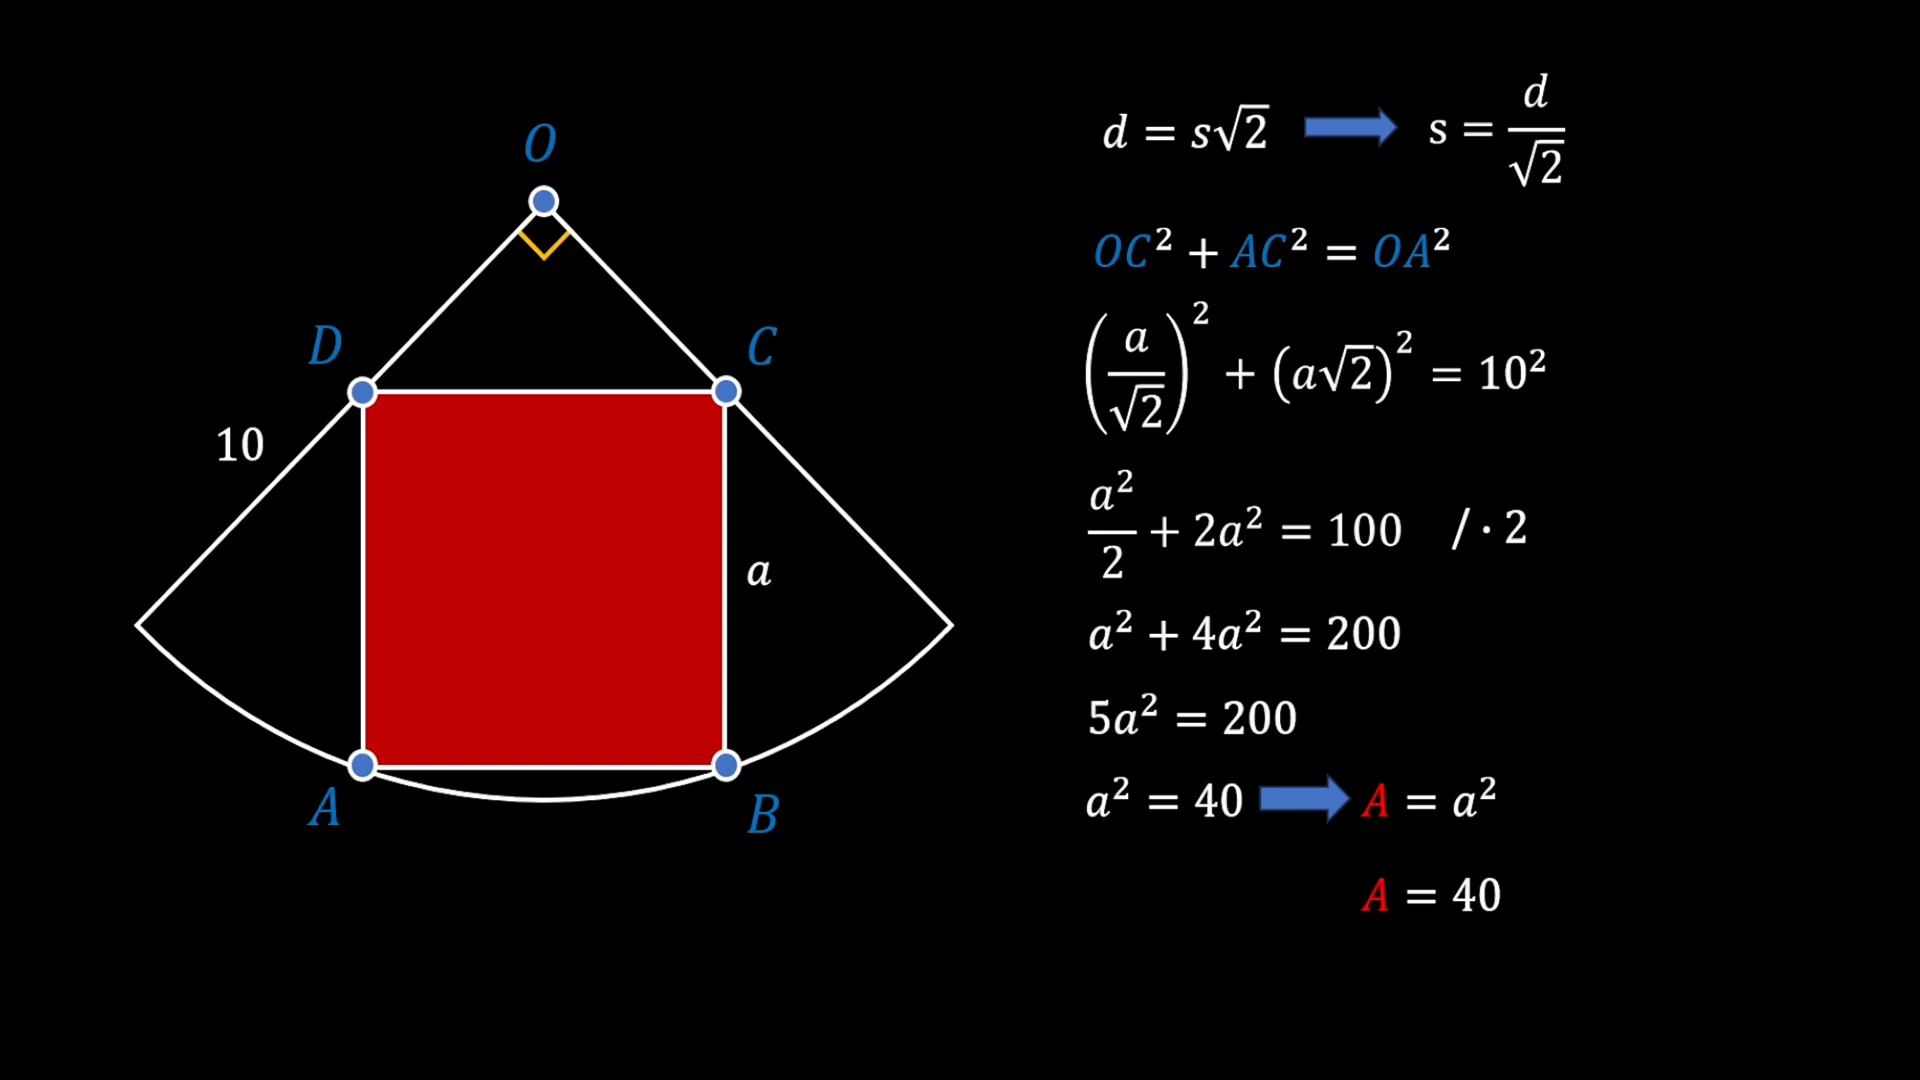 O
D
C
10
a
A
B
d = s√2 → s = d/√2
OC² + AC² = OA²
(a/√2)² + (a√2)² = 10²
a²/2 + 2a² = 100 / · 2
a² + 4a² = 200
5a² = 200
a² = 40 → A = a²
A = 40